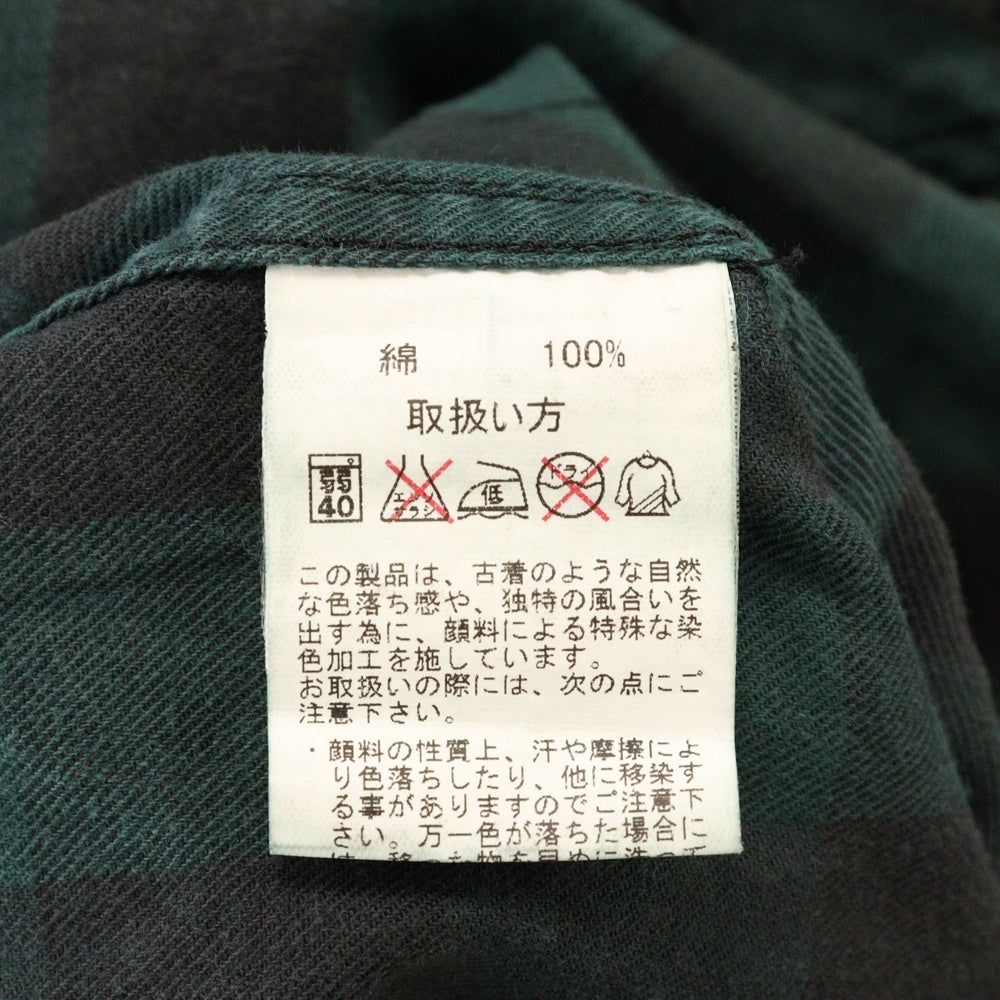 綿 100%
取扱い方
弱 40 エンソ サラシ 低 ドライ
この製品は、古着のような自然
な色落ち感や、独特の風合いを
出す為に、顔料による特殊な染
色加工を施しています。
お取扱いの際には、次の点にご
注意下さい。
・顔料の性質上、汗や摩擦によ
り色落ちしたり、他に移染す
る事がありますのでご注意下
さい。万一色が落ちた場合に